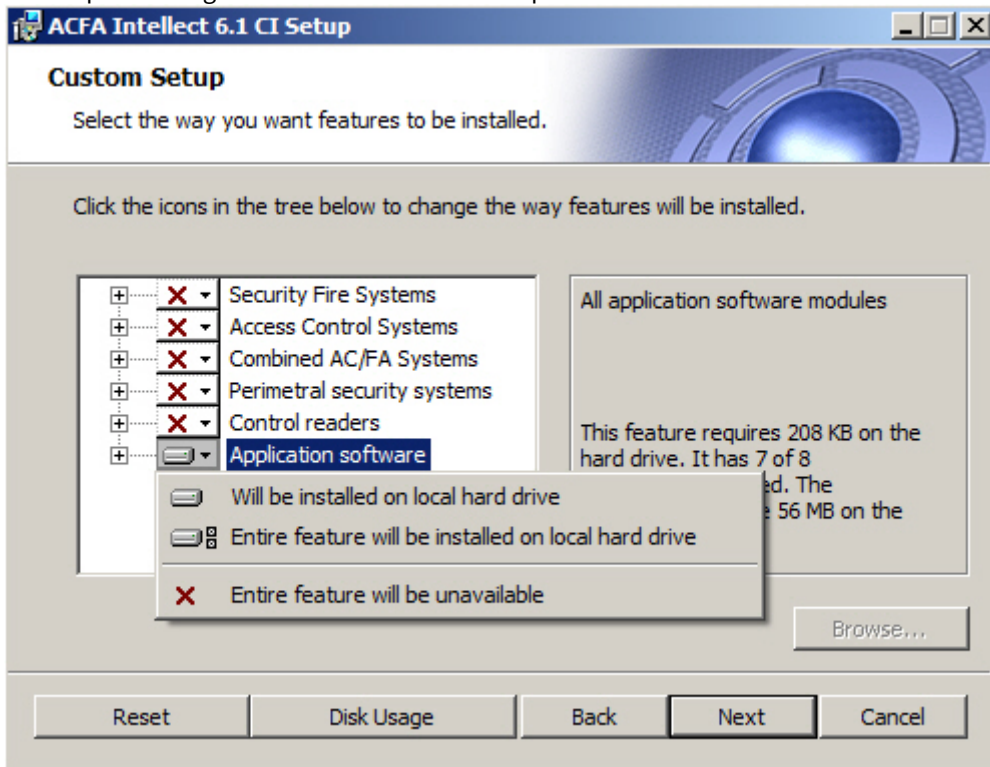 ACFA Intellect 6.1 CI Setup
Custom Setup
Select the way you want features to be installed.
Click the icons in the tree below to change the way features will be installed.
Security Fire Systems
Access Control Systems
Combined AC/FA Systems
Perimetral security systems
Control readers
Application software
All application software modules
This feature requires 208 KB on the
hard drive. It has 7 of 8
ed. The
56 MB on the
Will be installed on local hard drive
Entire feature will be installed on local hard drive
Entire feature will be unavailable
Browse...
Reset
Disk Usage
Back
Next
Cancel